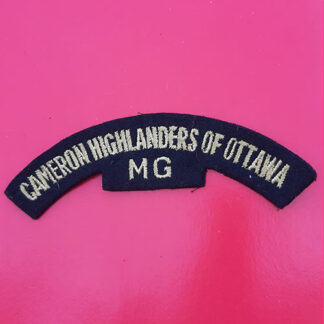 CAMERON HIGHLANDERS OF OTTAWA
MG